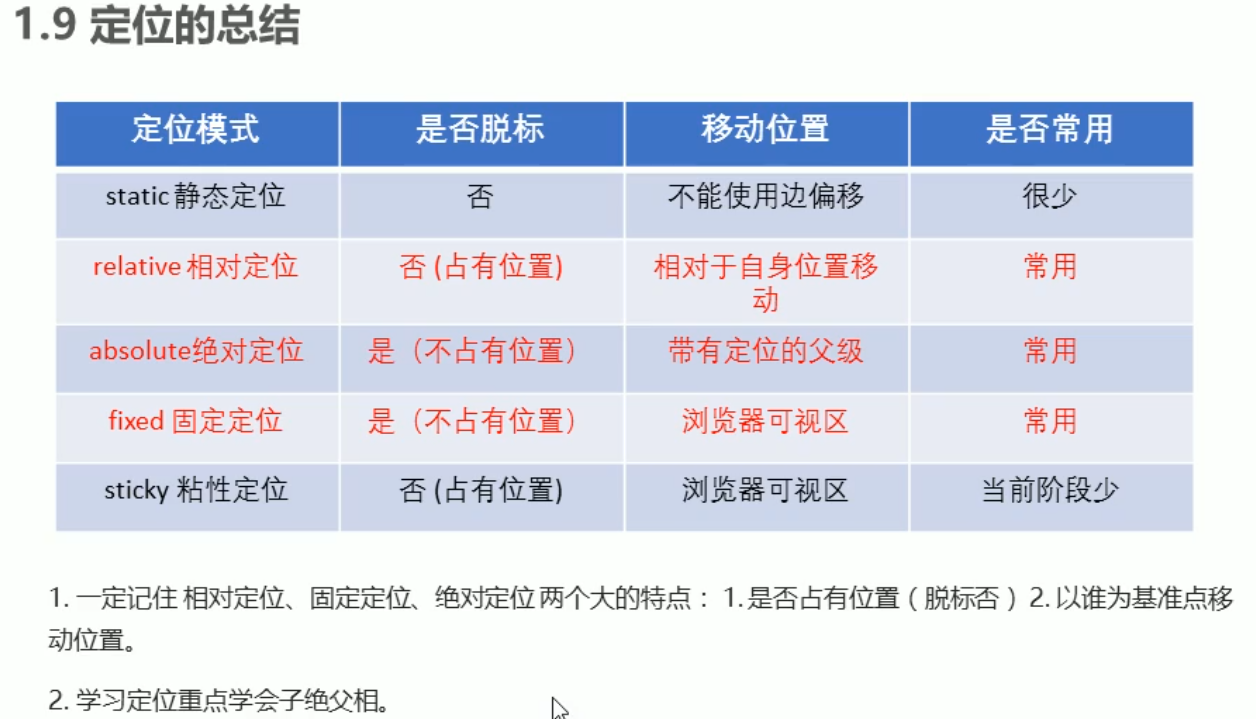 1.9 定位的总结
定位模式 是否脱标 移动位置 是否常用
static 静态定位 否 不能使用边偏移 很少
relative 相对定位 否 (占有位置) 相对于自身位置移
动
常用
absolute绝对定位 是（不占有位置） 带有定位的父级 常用
fixed 固定定位 是（不占有位置） 浏览器可视区 常用
sticky 粘性定位 否 (占有位置) 浏览器可视区 当前阶段少
1. 一定记住 相对定位、固定定位、绝对定位 两个大的特点： 1. 是否占有位置（脱标否） 2. 以谁为基准点移
动位置。
2. 学习定位重点学会子绝父相。